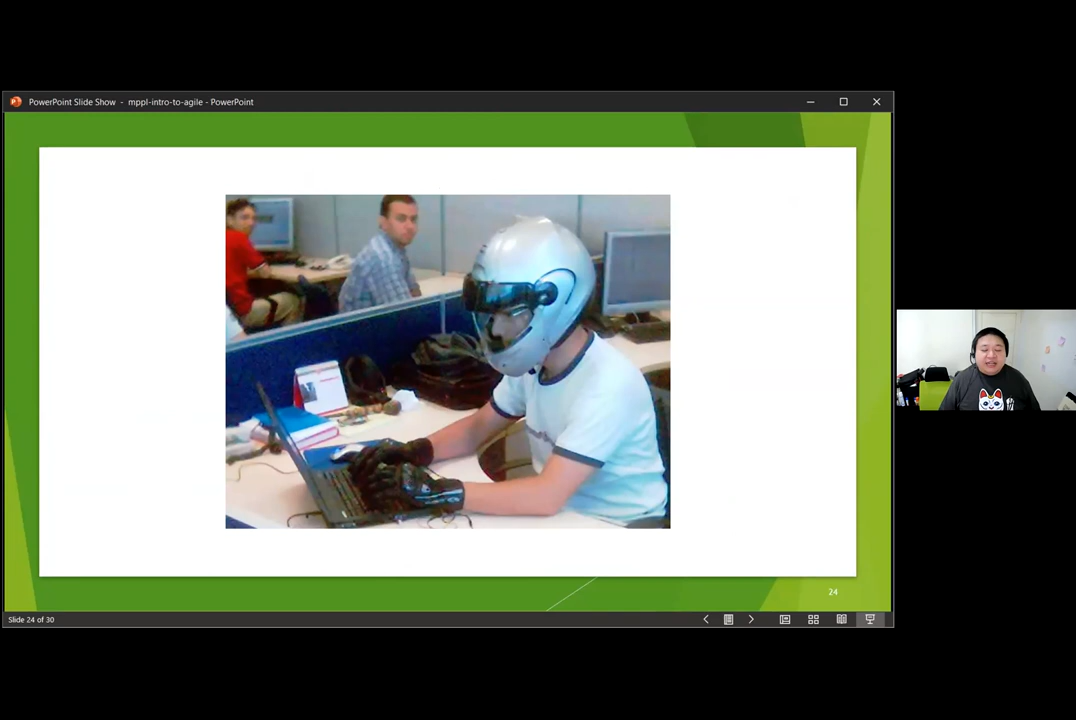 PowerPoint Slide Show - mppl-intro-to-agile - PowerPoint
24
Slide 24 of 30